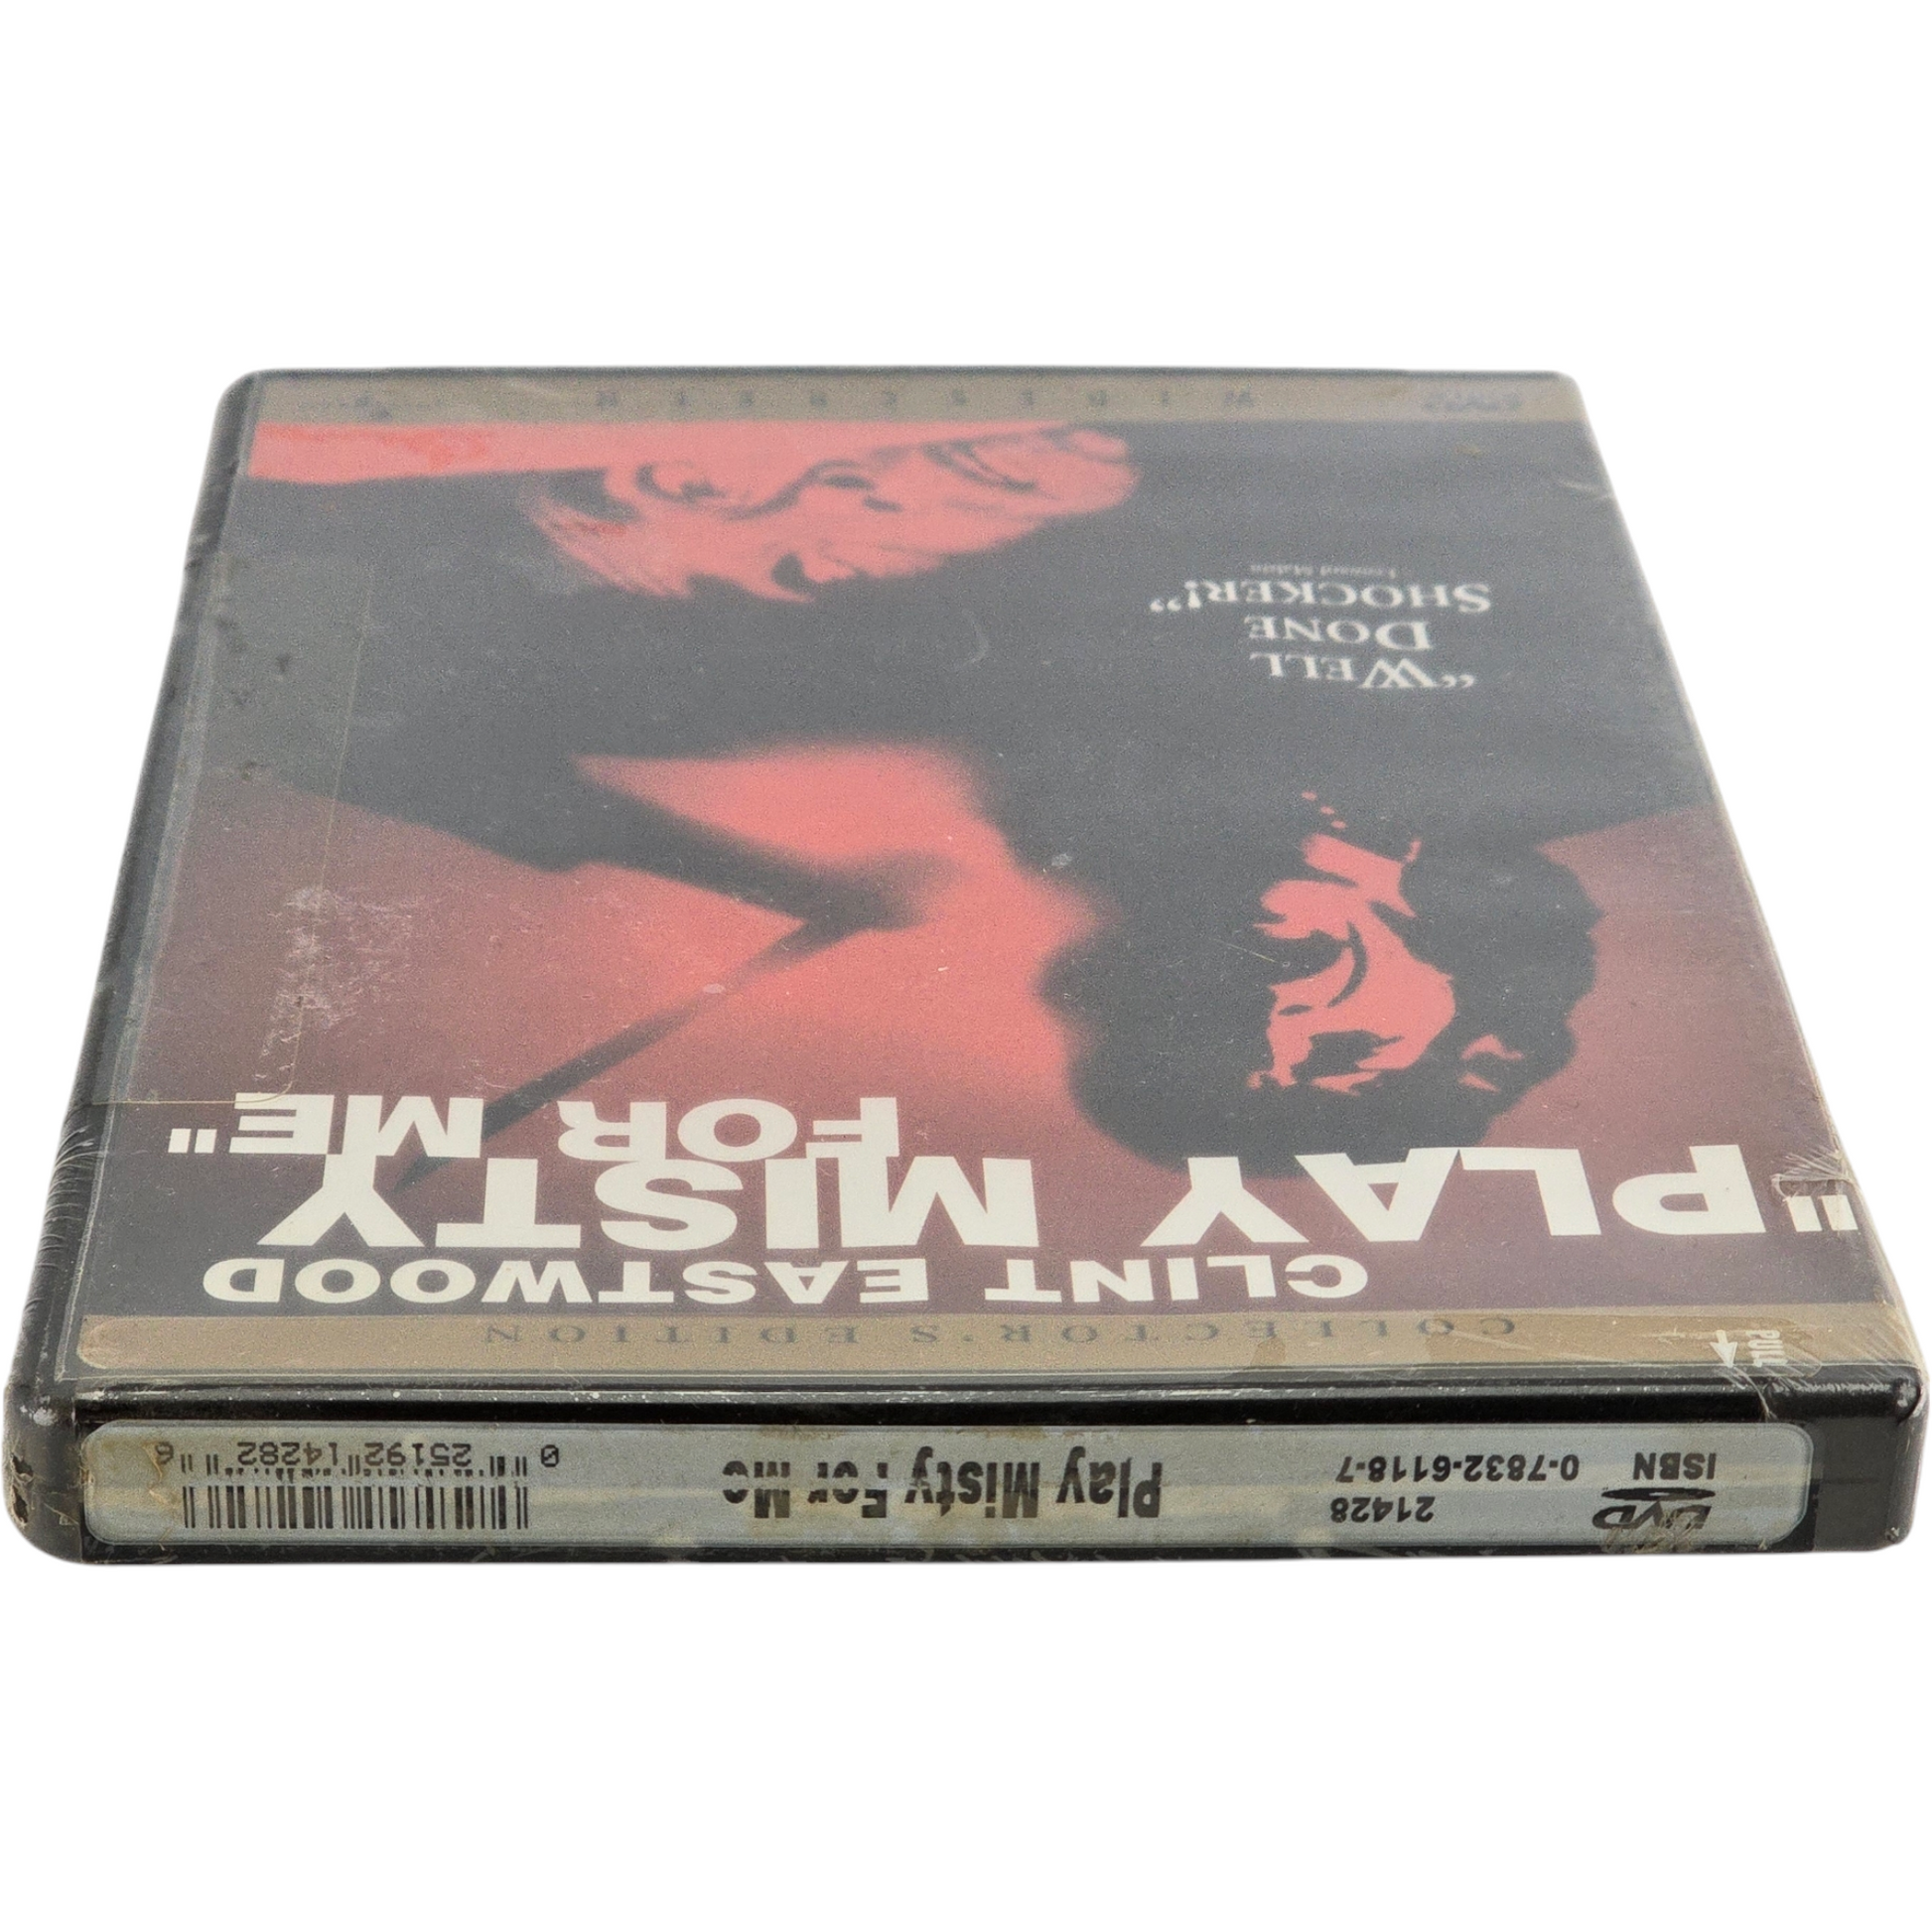 COLLECTOR'S EDITION
CLINT EASTWOOD
"PLAY MISTY
FOR ME"
"WELL
DONE
SHOCKER!"
- Leonard Maltin
WIDESCREEN
PULL
DVD
21428
ISBN 0-7832-6118-7
Play Misty For Me
0 25192 14282 6